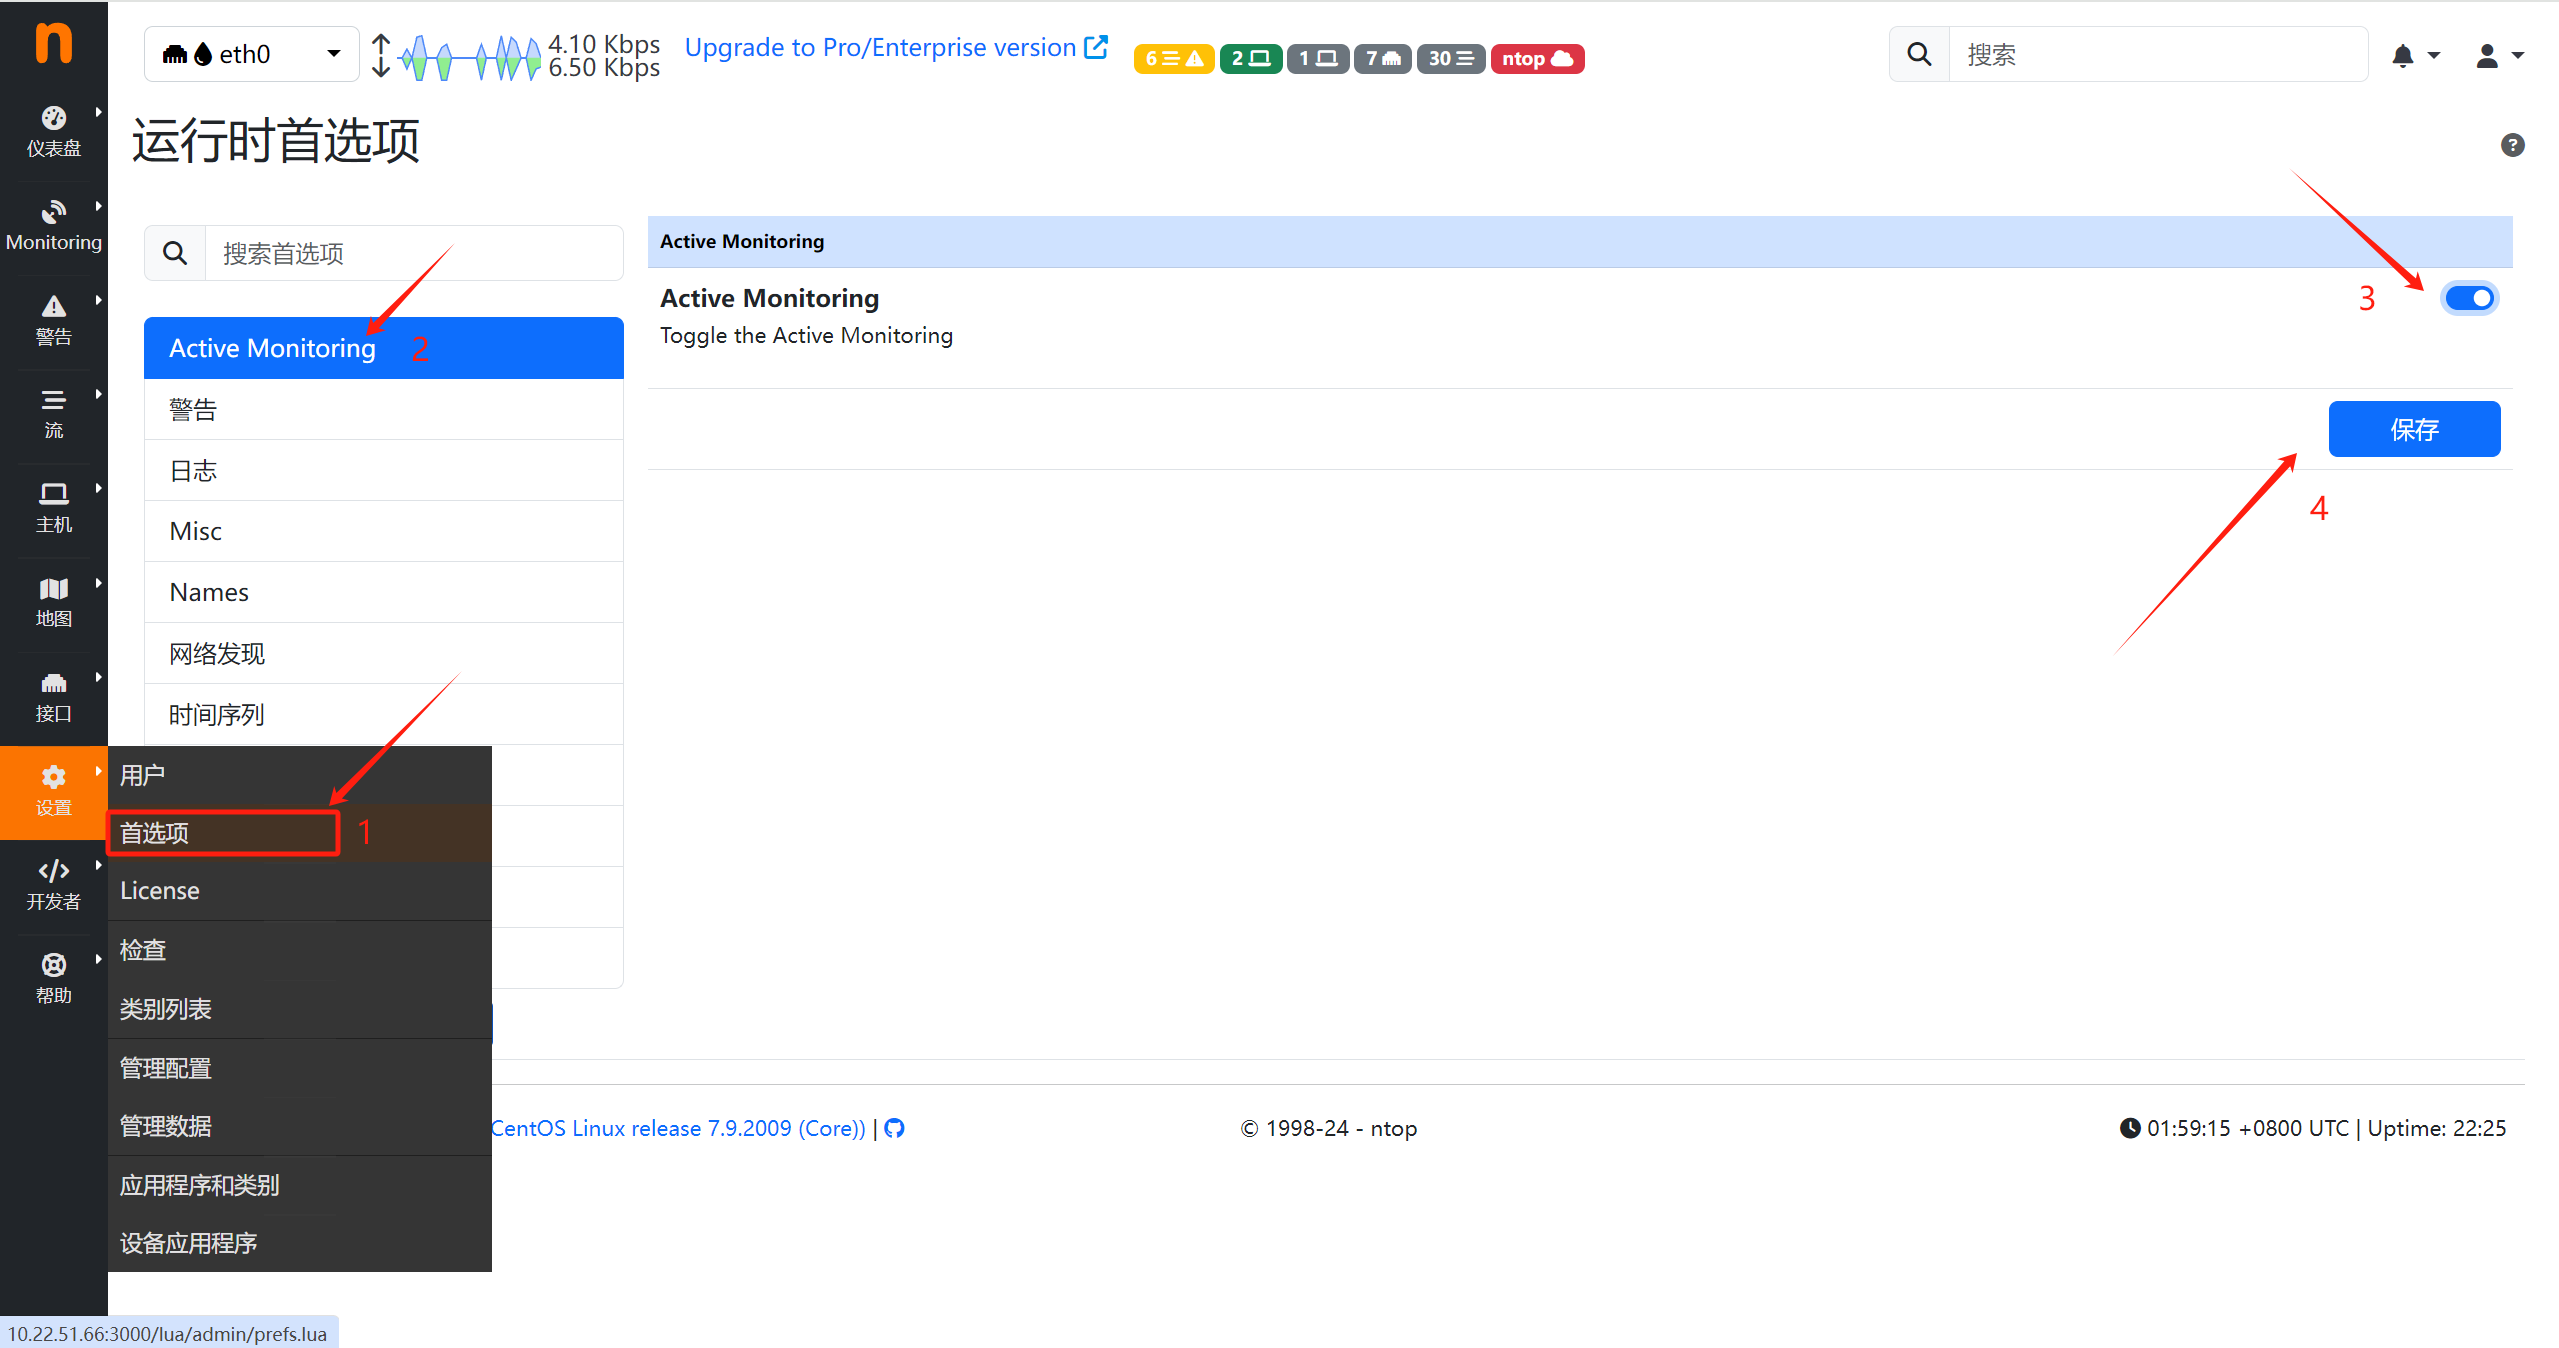 n
eth0
4.10 Kbps
6.50 Kbps
Upgrade to Pro/Enterprise version
6
2
1
7
30
ntop
搜索
仪表盘
Monitoring
警告
流
主机
地图
接口
设置
开发者
帮助
运行时首选项
搜索首选项
Active Monitoring
2
警告
日志
Misc
Names
网络发现
时间序列
用户
首选项
1
License
检查
类别列表
管理配置
管理数据
应用程序和类别
设备应用程序
Active Monitoring
Active Monitoring
Toggle the Active Monitoring
3
保存
4
CentOS Linux release 7.9.2009 (Core)) |
© 1998-24 - ntop
01:59:15 +0800 UTC | Uptime: 22:25
10.22.51.66:3000/lua/admin/prefs.lua